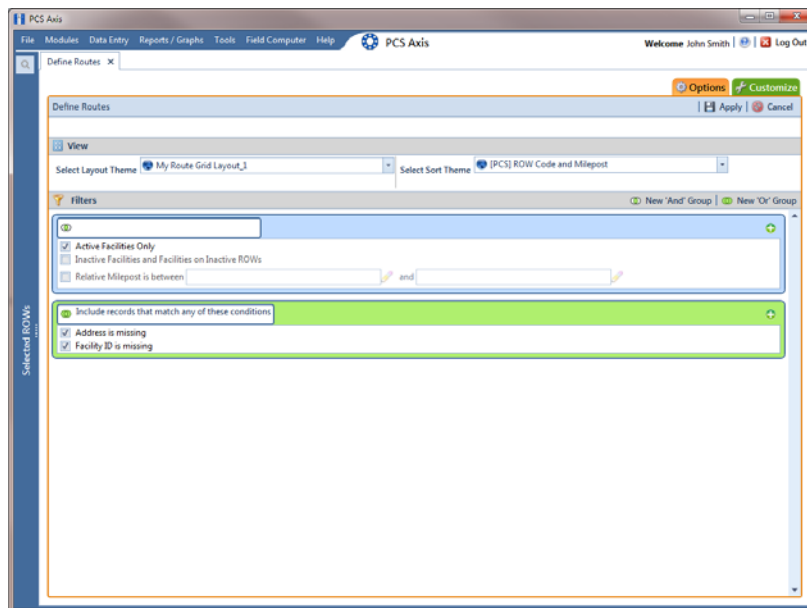 PCS Axis
File Modules Data Entry Reports / Graphs Tools Field Computer Help PCS Axis Welcome John Smith | | Log Out
Define Routes X
Options Customize
Define Routes | Apply | Cancel
View
Select Layout Theme My Route Grid Layout_1 Select Sort Theme [PCS] ROW Code and Milepost
Filters New 'And' Group | New 'Or' Group
Active Facilities Only
Inactive Facilities and Facilities on Inactive ROWs
Relative Milepost is between and
Include records that match any of these conditions
Address is missing
Facility ID is missing
Selected ROWs